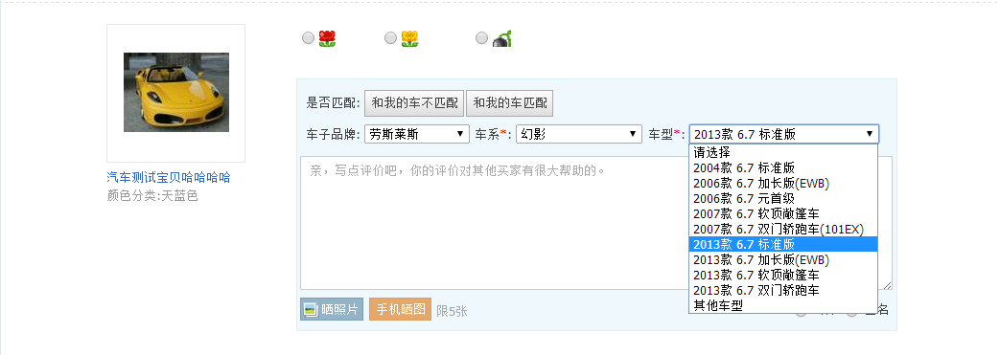 是否匹配: 和我的车不匹配 和我的车匹配
车子品牌: 劳斯莱斯 车系*: 幻影 车型*: 2013款 6.7 标准版
请选择
2004款 6.7 标准版
2006款 6.7 加长版(EWB)
2006款 6.7 元首级
2007款 6.7 软顶敞篷车
2007款 6.7 双门轿跑车(101EX)
2013款 6.7 标准版
2013款 6.7 加长版(EWB)
2013款 6.7 软顶敞篷车
2013款 6.7 双门轿跑车
其他车型
亲，写点评价吧，你的评价对其他买家有很大帮助的。
汽车测试宝贝哈哈哈哈
颜色分类:天蓝色
晒照片 手机晒图 限5张